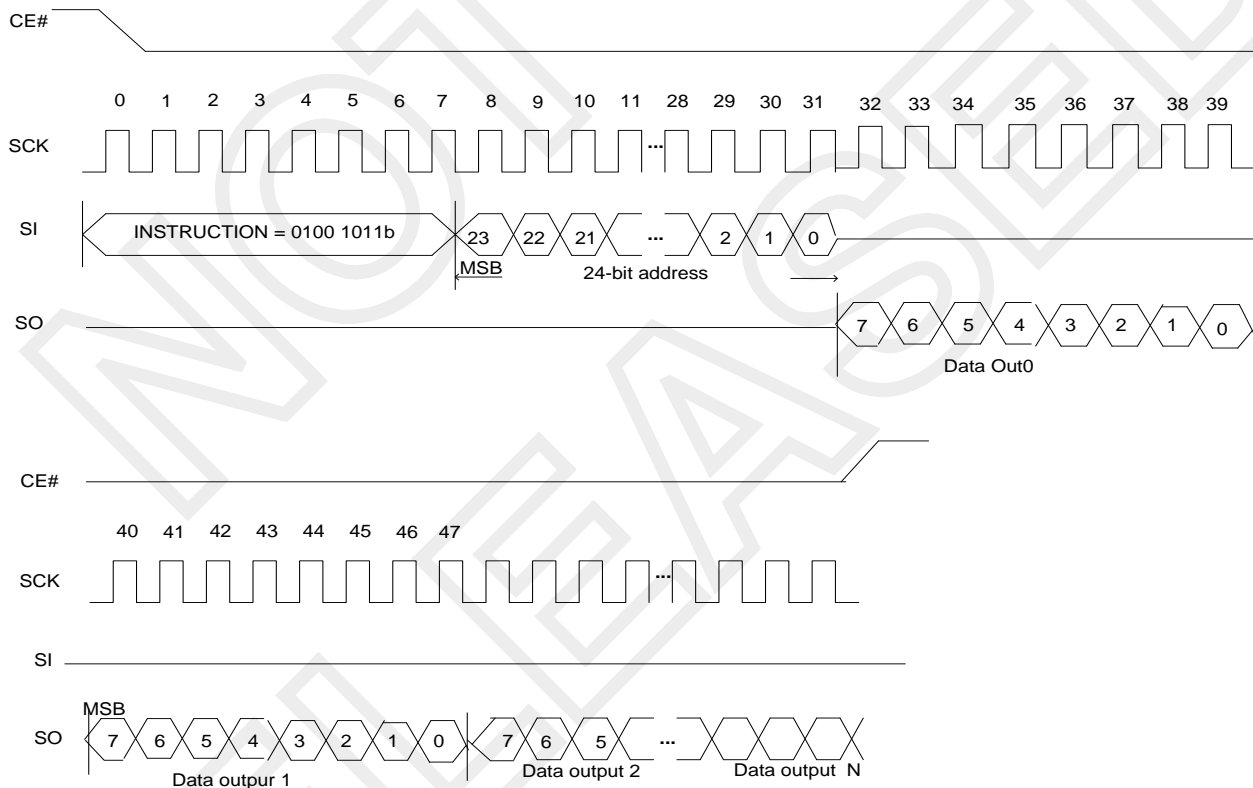 CE#
0 1 2 3 4 5 6 7 8 9 10 11 28 29 30 31 32 33 34 35 36 37 38 39
SCK
...
SI
INSTRUCTION = 0100 1011b
23 22 21 ... 2 1 0
MSB
24-bit address
SO
7 6 5 4 3 2 1 0
Data Out0
CE#
40 41 42 43 44 45 46 47
SCK
...
SI
MSB
SO
7 6 5 4 3 2 1 0 7 6 5 ...
Data outpur 1
Data output 2
Data output N
NOT
RELEASED